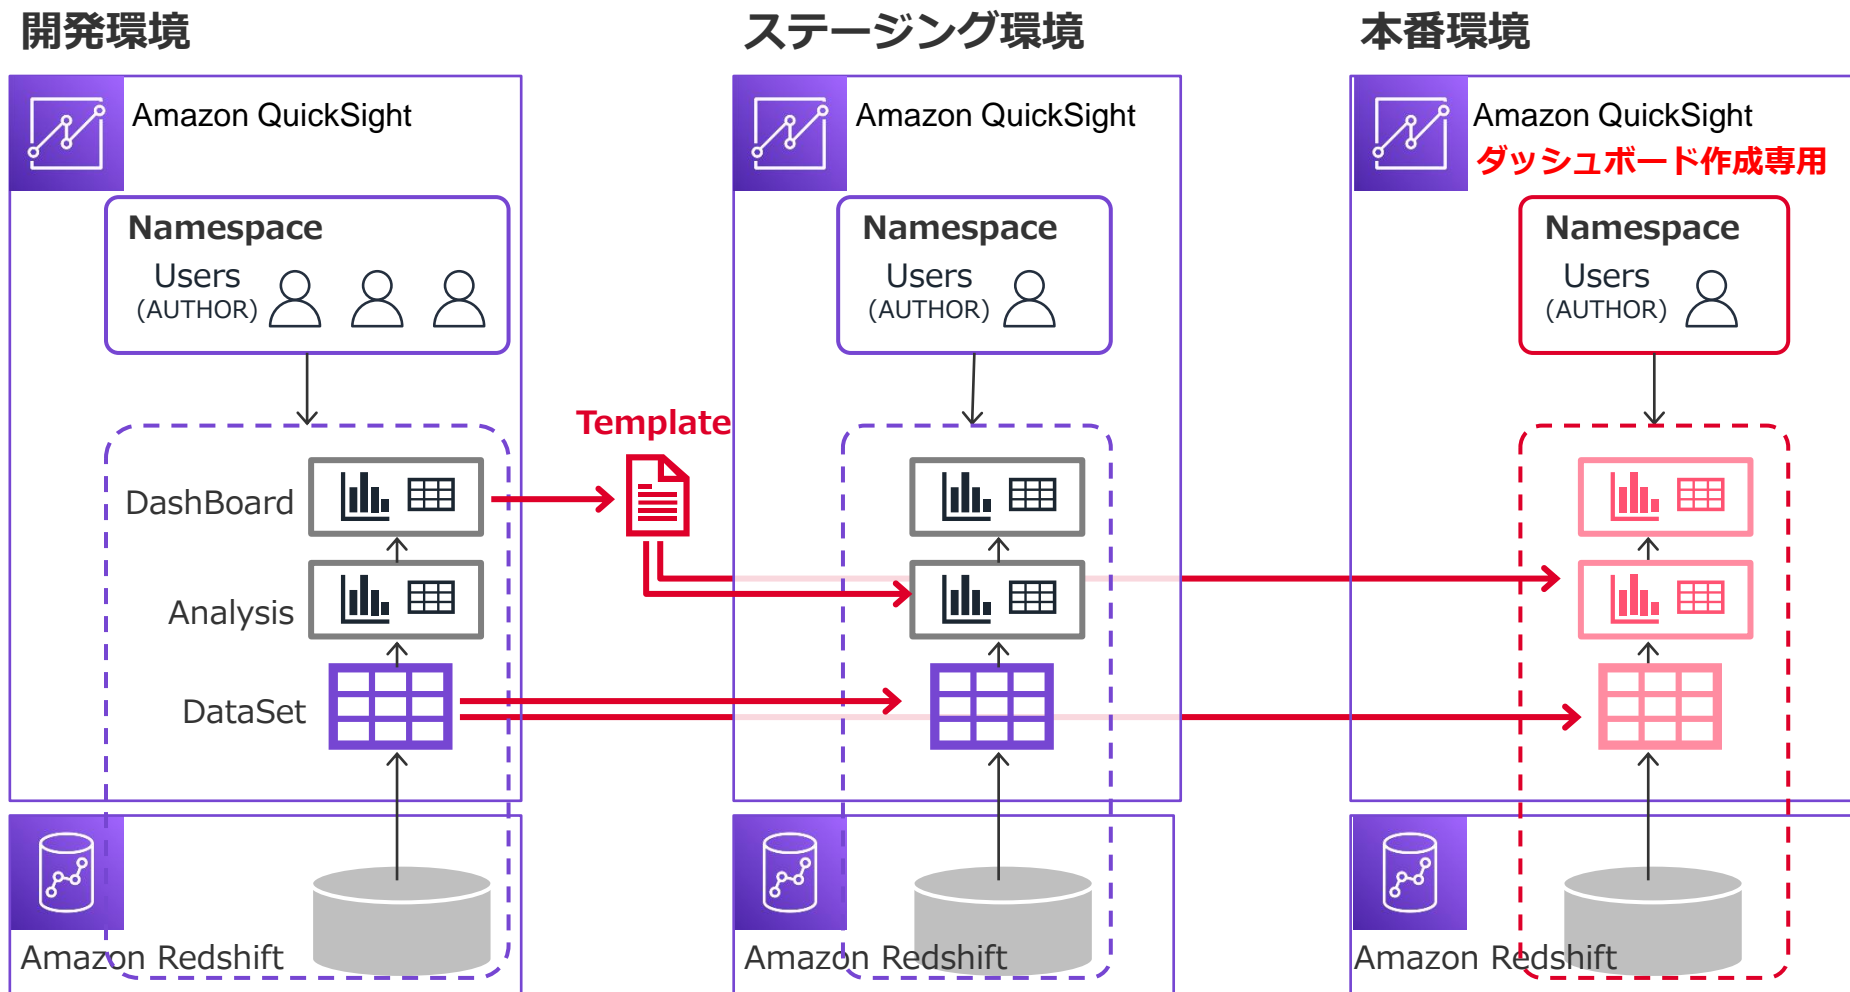 開発環境
ステージング環境
本番環境
Amazon QuickSight
Amazon QuickSight
Amazon QuickSight
ダッシュボード作成専用
Namespace
Namespace
Namespace
Users
(AUTHOR)
Users
(AUTHOR)
Users
(AUTHOR)
Template
DashBoard
Analysis
DataSet
Amazon Redshift
Amazon Redshift
Amazon Redshift